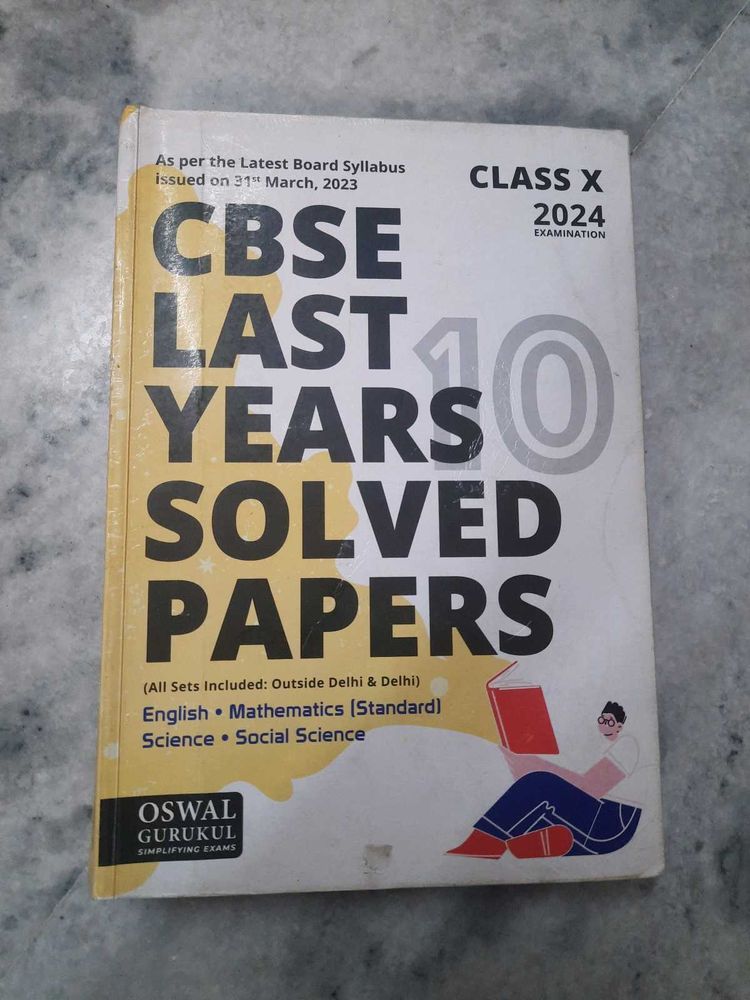 As per the Latest Board Syllabus
issued on 31st March, 2023
CLASS X
2024
EXAMINATION
CBSE
LAST
10
YEARS
SOLVED
PAPERS
(All Sets Included: Outside Delhi & Delhi)
English • Mathematics (Standard)
Science • Social Science
OSWAL
GURUKUL
SIMPLIFYING EXAMS